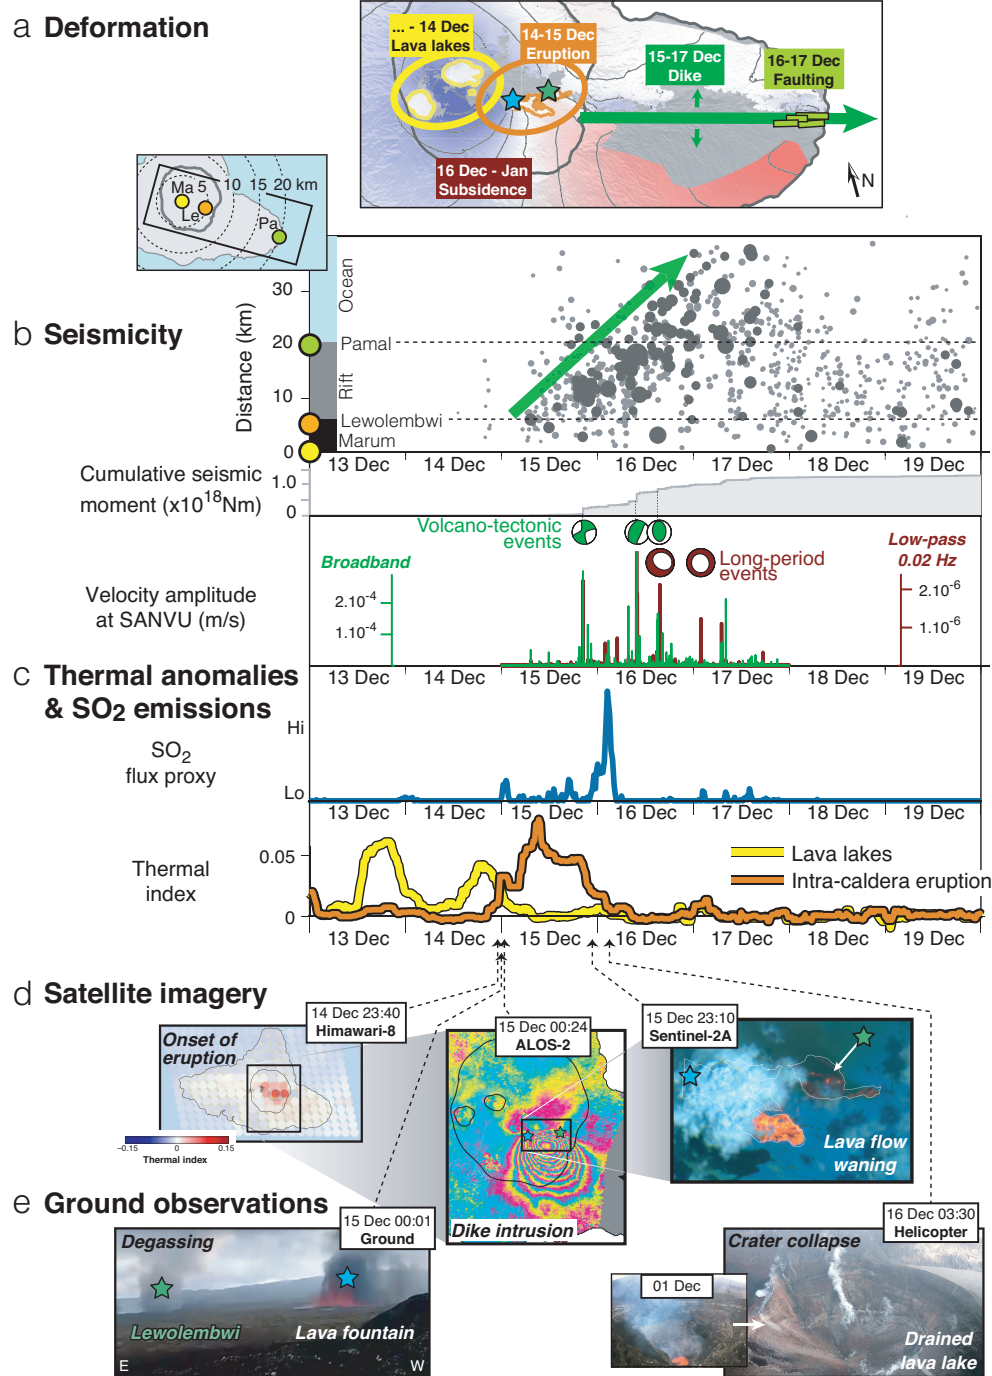 a Deformation
... - 14 Dec
Lava lakes
14-15 Dec
Eruption
15-17 Dec
Dike
16-17 Dec
Faulting
16 Dec - Jan
Subsidence
N
Ma 5 10 15 20 km
Le
Pa
b Seismicity
Distance (km)
30
20
10
0
Ocean
Rift
Pamal
Lewolembwi
Marum
13 Dec 14 Dec 15 Dec 16 Dec 17 Dec 18 Dec 19 Dec
Cumulative seismic
moment (x10¹⁸Nm)
1.0
0
Volcano-tectonic
events
Long-period
events
Broadband
Low-pass
0.02 Hz
Velocity amplitude
at SANVU (m/s)
2.10⁻⁴
1.10⁻⁴
2.10⁻⁶
1.10⁻⁶
13 Dec 14 Dec 15 Dec 16 Dec 17 Dec 18 Dec 19 Dec
c Thermal anomalies
& SO₂ emissions
SO₂
flux proxy
Hi
Lo
13 Dec 14 Dec 15 Dec 16 Dec 17 Dec 18 Dec 19 Dec
Thermal
index
0.05
0
Lava lakes
Intra-caldera eruption
13 Dec 14 Dec 15 Dec 16 Dec 17 Dec 18 Dec 19 Dec
d Satellite imagery
14 Dec 23:40
Himawari-8
Onset of
eruption
−0.15 0 0.15
Thermal index
15 Dec 00:24
ALOS-2
Dike intrusion
15 Dec 23:10
Sentinel-2A
Lava flow
waning
e Ground observations
15 Dec 00:01
Ground
Degassing
Lewolembwi
Lava fountain
E W
16 Dec 03:30
Helicopter
Crater collapse
01 Dec
Drained
lava lake